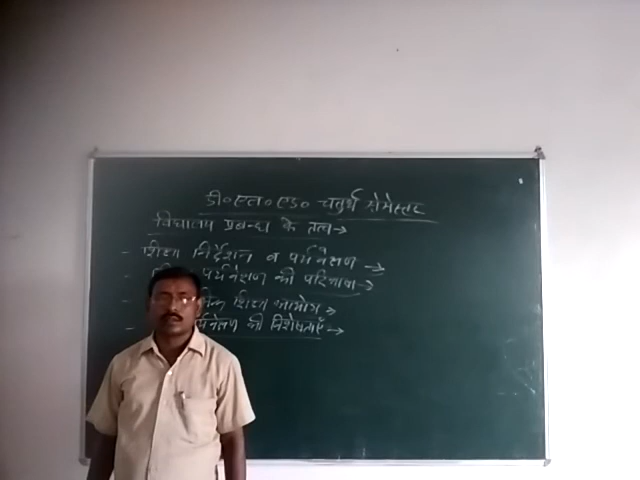 डी०एल०एड० चतुर्थ सेमेस्टर
विद्यालय प्रबन्ध के तत्व→
- शिक्षा निर्देशन व पर्यवेक्षण →
- पर्यवेक्षण की परिभाषा→
- शिक्षा आयोग→
- की विशेषताएँ→